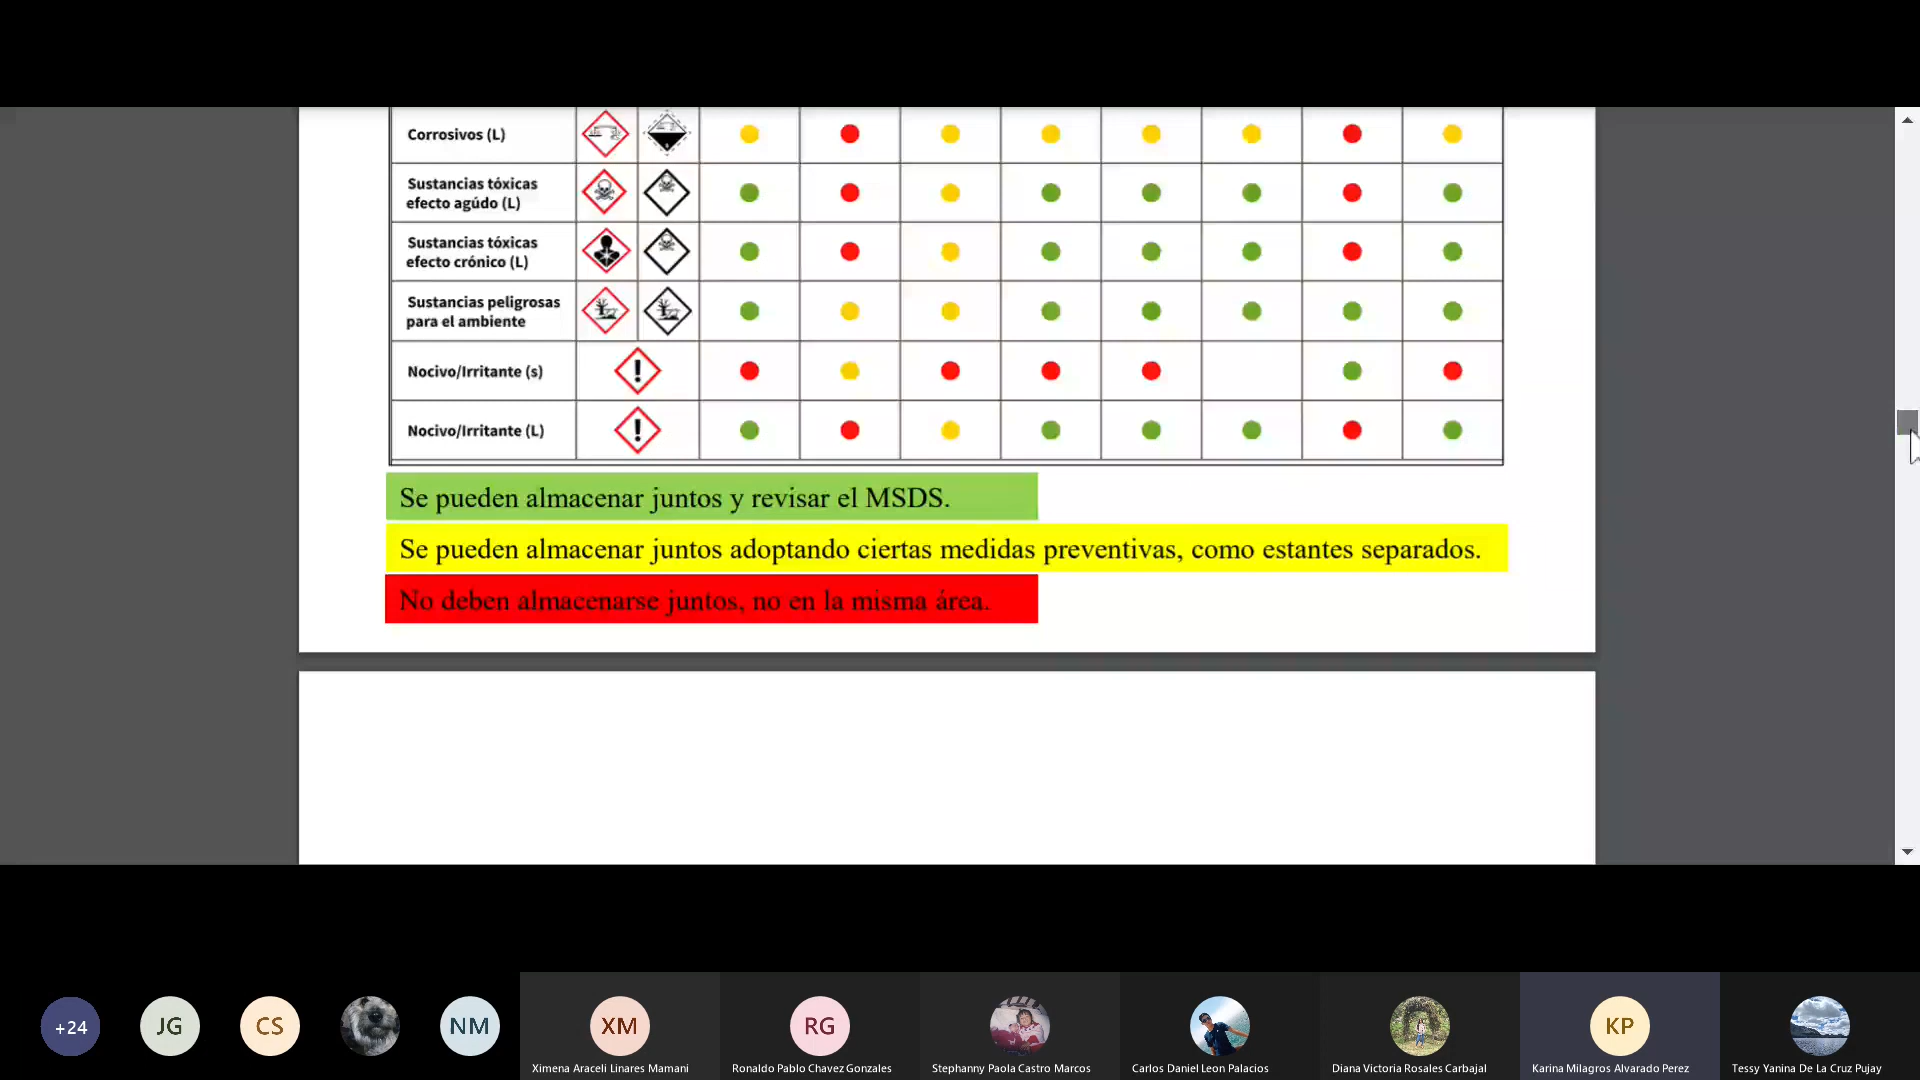 Corrosivos (L)
Sustancias tóxicas
efecto agúdo (L)
Sustancias tóxicas
efecto crónico (L)
Sustancias peligrosas
para el ambiente
Nocivo/Irritante (s)
!
Nocivo/Irritante (L)
!
Se pueden almacenar juntos y revisar el MSDS.
Se pueden almacenar juntos adoptando ciertas medidas preventivas, como estantes separados.
No deben almacenarse juntos, no en la misma área.
+24
JG
CS
NM
XM
RG
KP
Ximena Araceli Linares Mamani
Ronaldo Pablo Chavez Gonzales
Stephanny Paola Castro Marcos
Carlos Daniel Leon Palacios
Diana Victoria Rosales Carbajal
Karina Milagros Alvarado Perez
Tessy Yanina De La Cruz Pujay